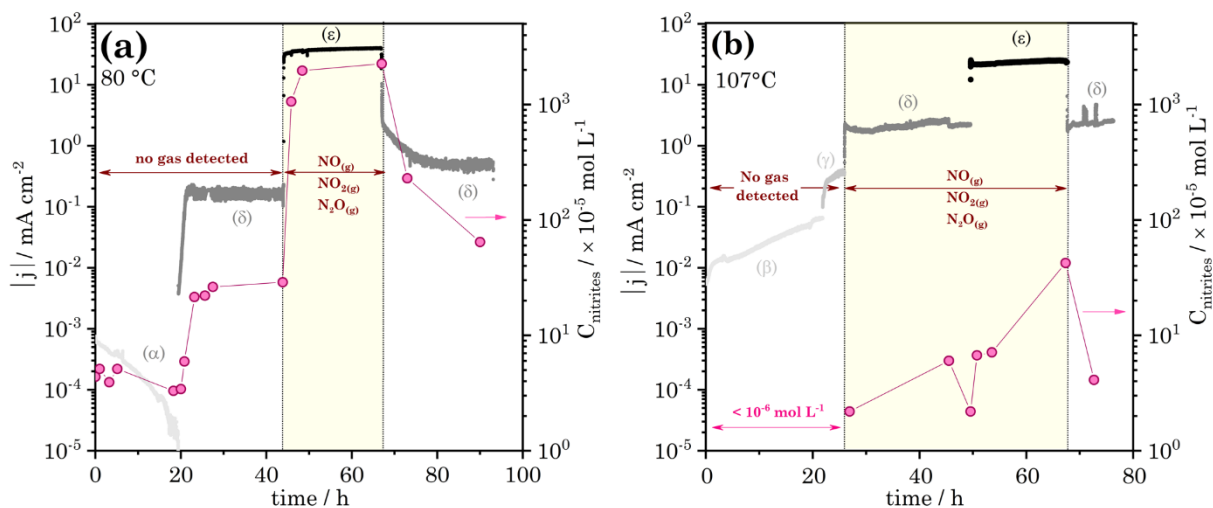 (a)
80 °C
(ε)
no gas detected
NO(g)
NO2(g)
N2O(g)
(δ)
(δ)
(α)
10^2
10^1
10^0
10^-1
10^-2
10^-3
10^-4
10^-5
|j| / mA cm^-2
10^3
10^2
10^1
10^0
C_nitrites / × 10^-5 mol L^-1
0 20 40 60 80 100
time / h
(b)
107°C
(ε)
(δ)
(δ)
(γ)
No gas
detected
NO(g)
NO2(g)
N2O(g)
(β)
< 10^-6 mol L^-1
10^2
10^1
10^0
10^-1
10^-2
10^-3
10^-4
10^-5
|j| / mA cm^-2
10^3
10^2
10^1
10^0
C_nitrites / × 10^-5 mol L^-1
0 20 40 60 80
time / h